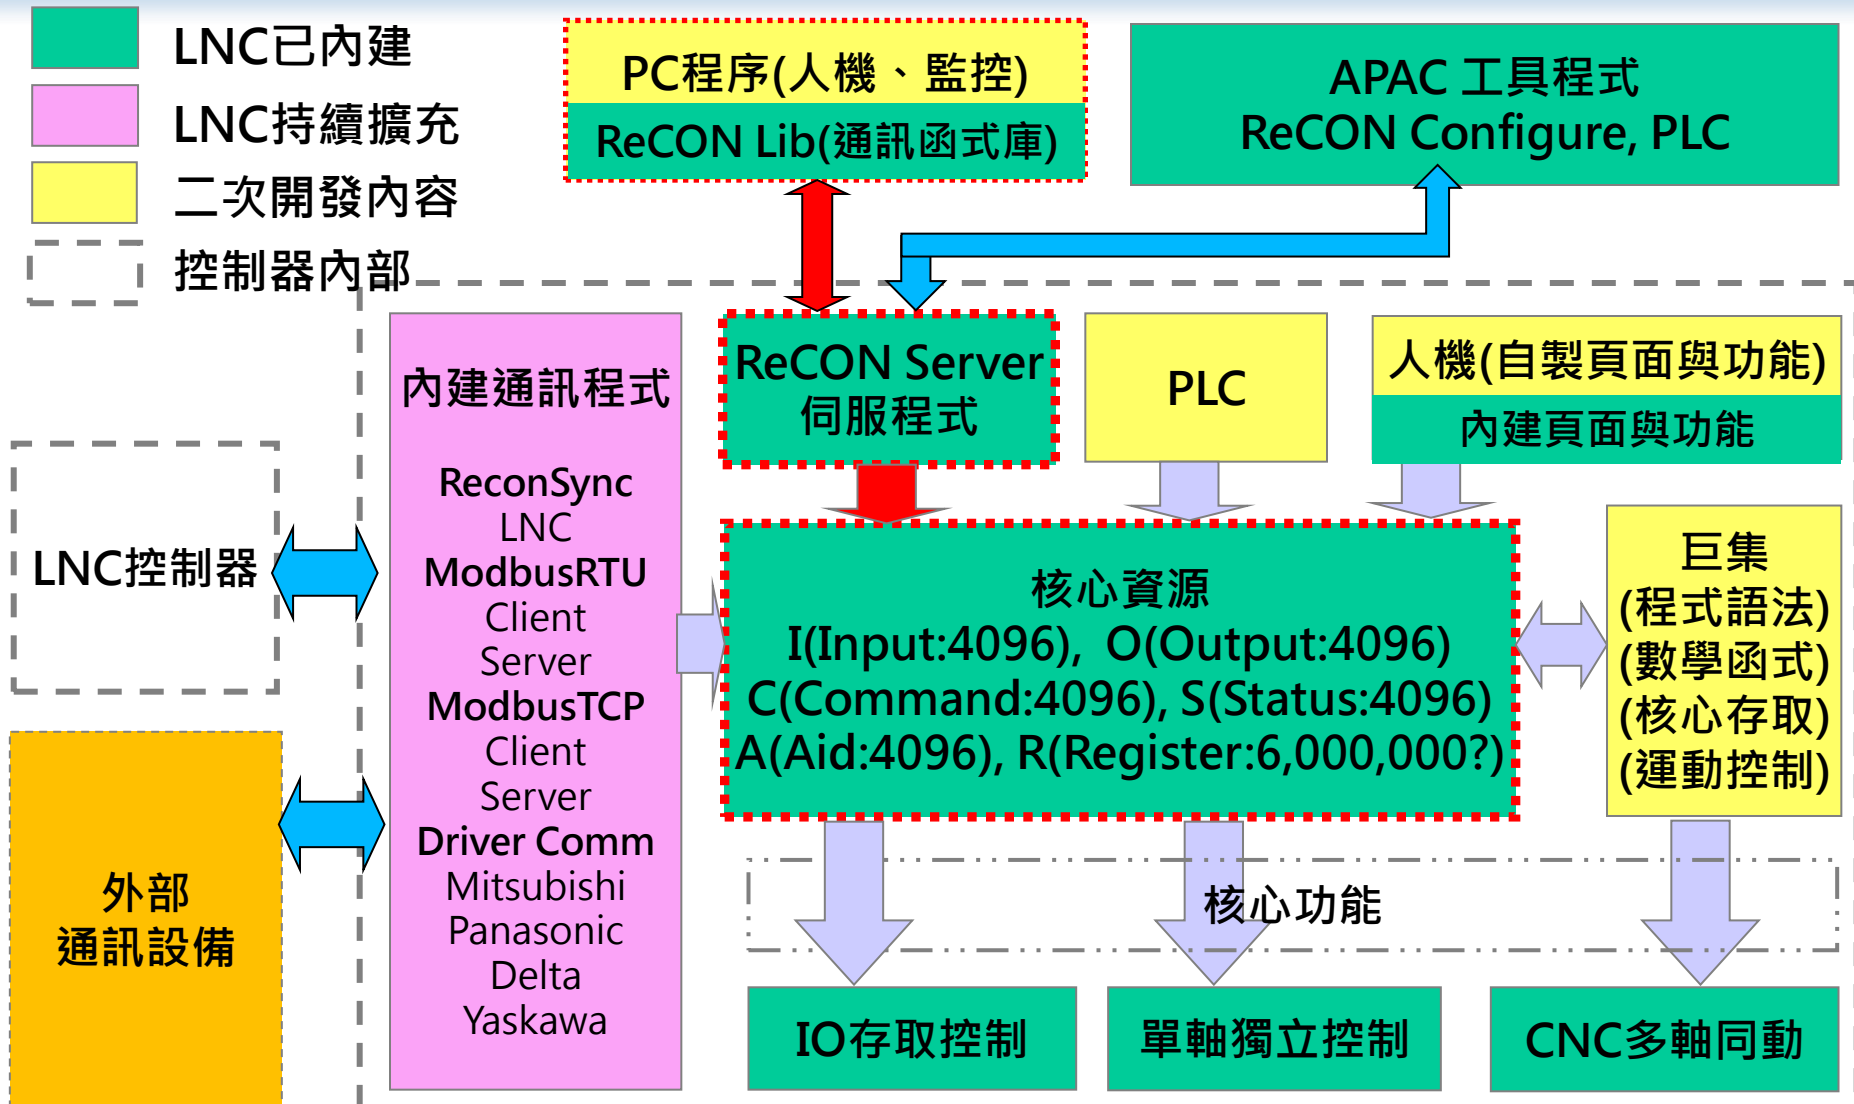 LNC已內建
LNC持續擴充
二次開發內容
控制器內部
PC程序(人機、監控)
ReCON Lib(通訊函式庫)
APAC 工具程式
ReCON Configure, PLC
內建通訊程式
ReconSync
LNC
ModbusRTU
Client
Server
ModbusTCP
Client
Server
Driver Comm
Mitsubishi
Panasonic
Delta
Yaskawa
ReCON Server
伺服程式
PLC
人機(自製頁面與功能)
內建頁面與功能
LNC控制器
外部
通訊設備
核心資源
I(Input:4096), O(Output:4096)
C(Command:4096), S(Status:4096)
A(Aid:4096), R(Register:6,000,000?)
巨集
(程式語法)
(數學函式)
(核心存取)
(運動控制)
核心功能
IO存取控制
單軸獨立控制
CNC多軸同動